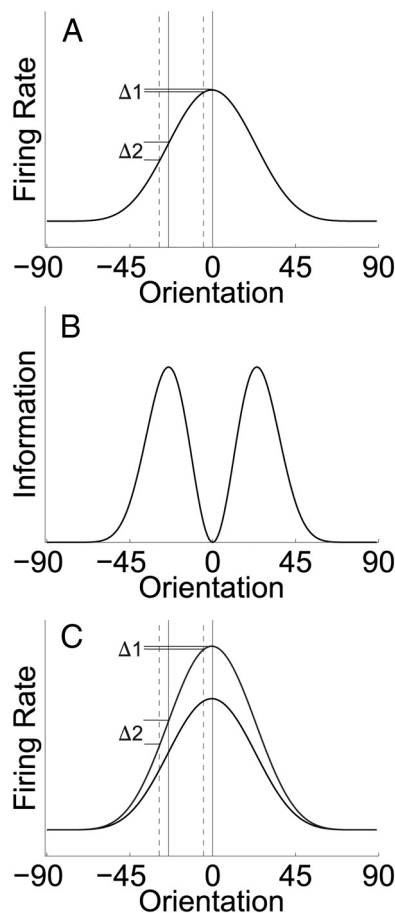 A
Firing Rate
Δ1
Δ2
−90 −45 0 45 90
Orientation
B
Information
−90 −45 0 45 90
Orientation
C
Firing Rate
Δ1
Δ2
−90 −45 0 45 90
Orientation